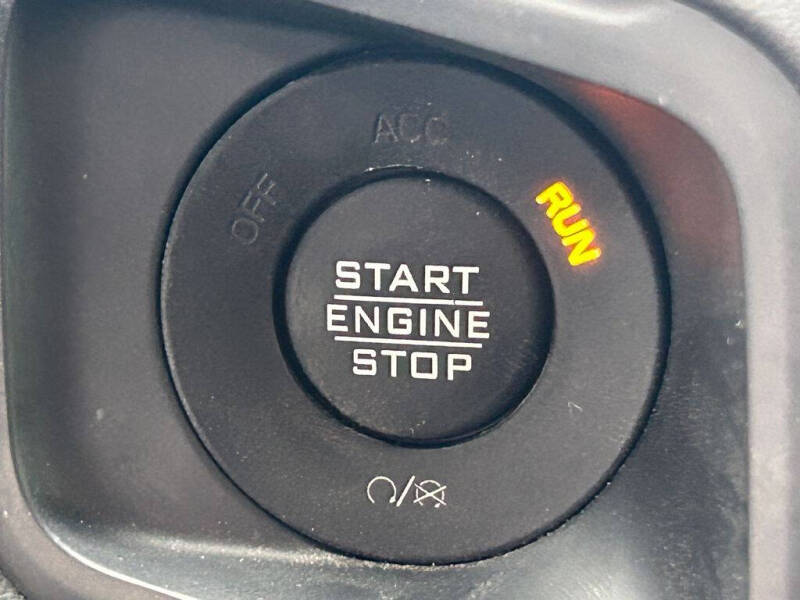 ACC
OFF
RUN
START
ENGINE
STOP